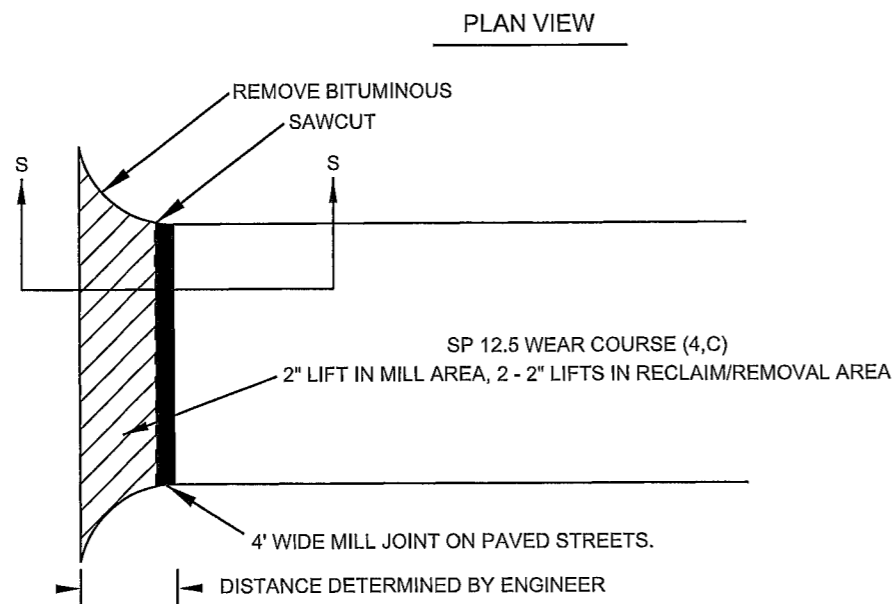 PLAN VIEW
REMOVE BITUMINOUS
SAWCUT
S
S
SP 12.5 WEAR COURSE (4,C)
2" LIFT IN MILL AREA, 2 - 2" LIFTS IN RECLAIM/REMOVAL AREA
4' WIDE MILL JOINT ON PAVED STREETS.
DISTANCE DETERMINED BY ENGINEER